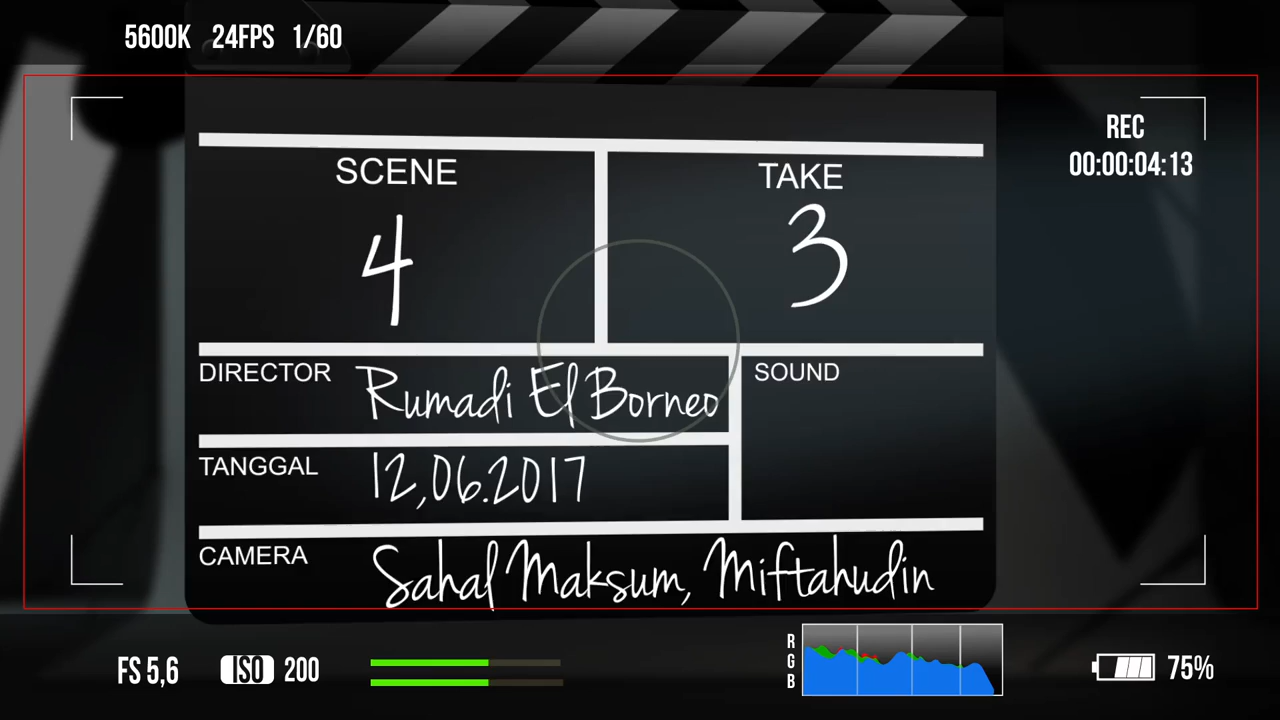 5600K 24FPS 1/60
REC
00:00:04:13
SCENE
4
TAKE
3
DIRECTOR Rumadi El Borneo
SOUND
TANGGAL 12,06.2017
CAMERA Sahal Maksum, Miftahudin
FS 5,6 ISO 200
R
G
B
75%